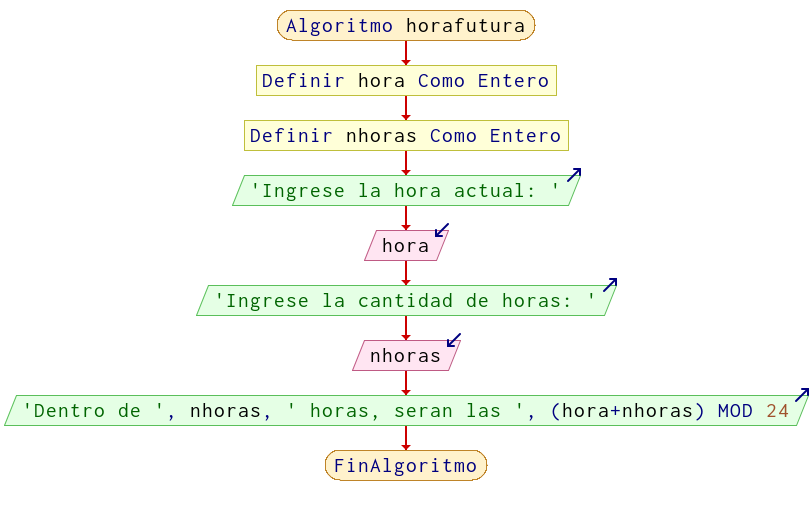 Algoritmo horafutura
Definir hora Como Entero
Definir nhoras Como Entero
'Ingrese la hora actual: '
hora
'Ingrese la cantidad de horas: '
nhoras
'Dentro de ', nhoras, ' horas, seran las ', (hora+nhoras) MOD 24
FinAlgoritmo